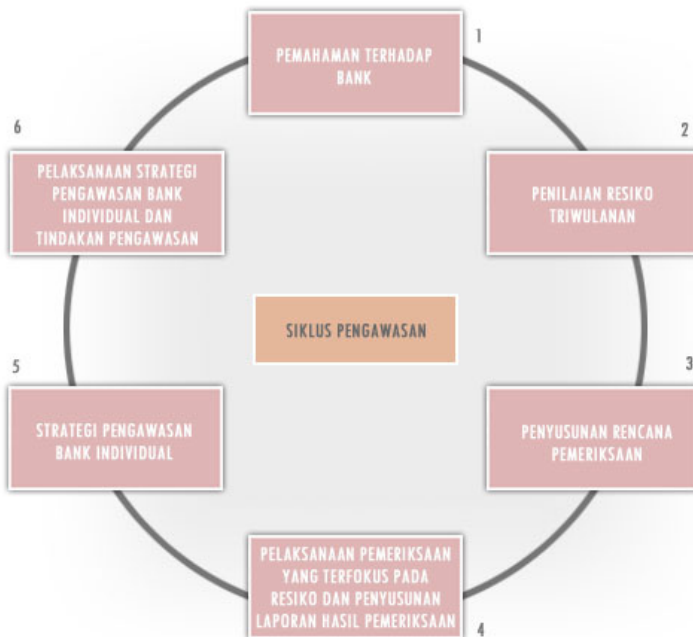 1
PEMAHAMAN TERHADAP
BANK
2
PENILAIAN RESIKO
TRIWULANAN
3
PENYUSUNAN RENCANA
PEMERIKSAAN
PELAKSANAAN PEMERIKSAAN
YANG TERFOKUS PADA
RESIKO DAN PENYUSUNAN
LAPORAN HASIL PEMERIKSAAN
4
5
STRATEGI PENGAWASAN
BANK INDIVIDUAL
6
PELAKSANAAN STRATEGI
PENGAWASAN BANK
INDIVIDUAL DAN
TINDAKAN PENGAWASAN
SIKLUS PENGAWASAN